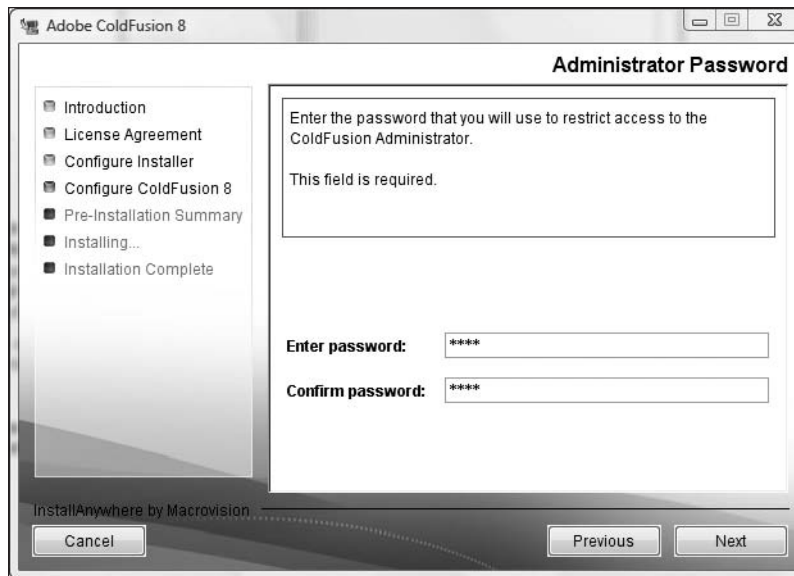 Adobe ColdFusion 8
Administrator Password
Introduction
License Agreement
Configure Installer
Configure ColdFusion 8
Pre-Installation Summary
Installing...
Installation Complete
Enter the password that you will use to restrict access to the
ColdFusion Administrator.
This field is required.
Enter password: ****
Confirm password: ****
InstallAnywhere by Macrovision
Cancel
Previous
Next